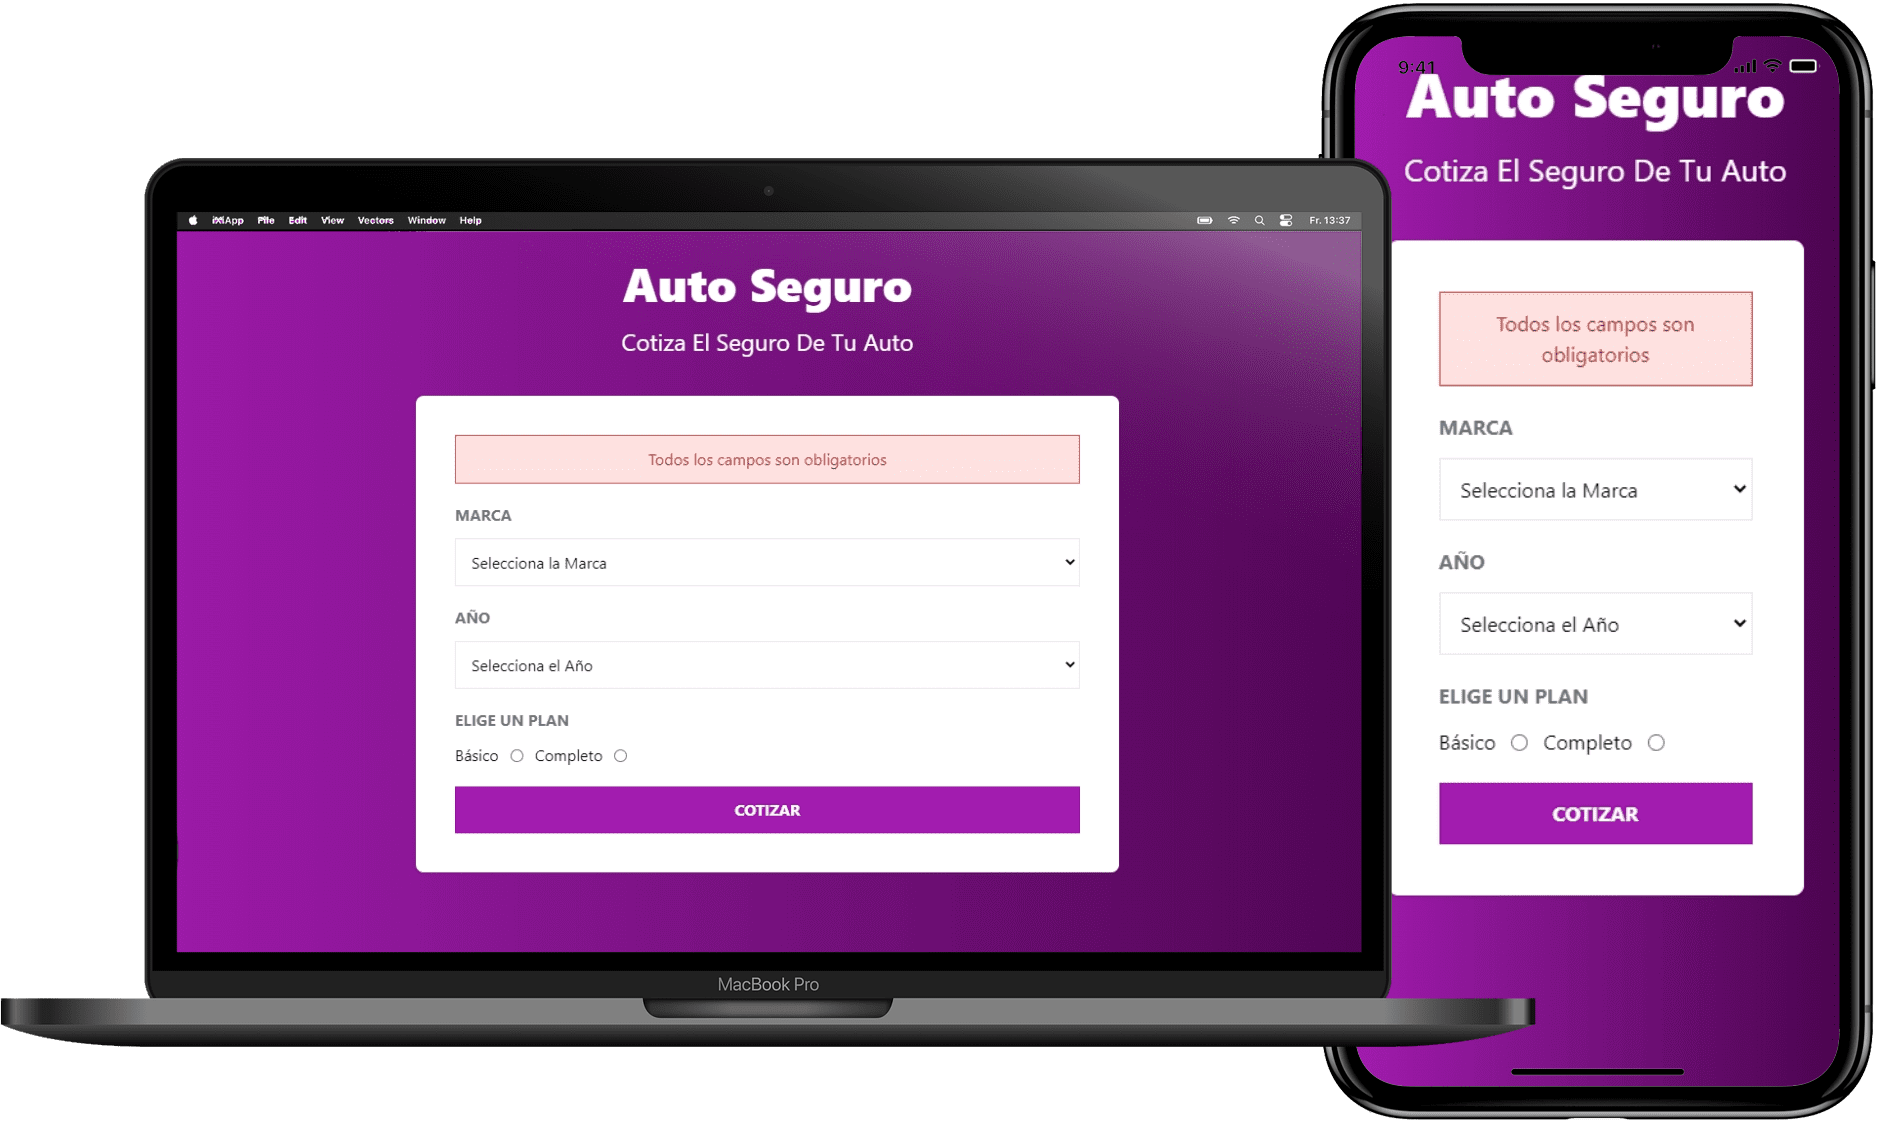 App File Edit View Vectors Window Help
Fr. 13:37
Auto Seguro
Cotiza El Seguro De Tu Auto
Todos los campos son obligatorios
MARCA
Selecciona la Marca
AÑO
Selecciona el Año
ELIGE UN PLAN
Básico Completo
COTIZAR
MacBook Pro
9:41
Auto Seguro
Cotiza El Seguro De Tu Auto
Todos los campos son
obligatorios
MARCA
Selecciona la Marca
AÑO
Selecciona el Año
ELIGE UN PLAN
Básico Completo
COTIZAR